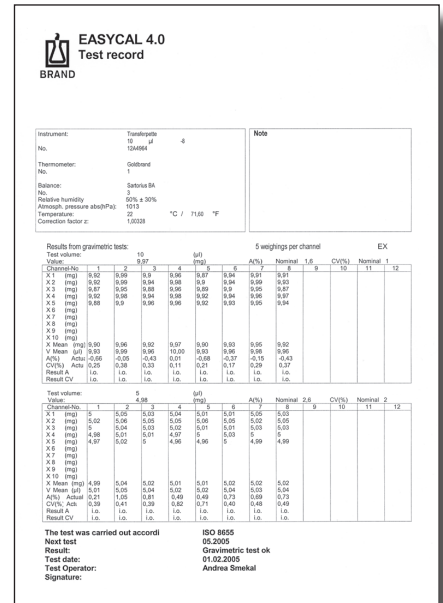 EASYCAL 4.0
Test record
BRAND
Instrument: Transferpette
10 µl -8
No. 12A4964
Thermometer: Goldbrand
No. 1
Balance: Sartorius BA
No. 3
Relative humidity 50% ± 30%
Atmosph. pressure abs(hPa): 1013
Temperature: 22 °C / 71,60 °F
Correction factor z: 1,00328
Note
Results from gravimetric tests: 5 weighings per channel EX
Test volume: 10 (µl)
Value: 9,97 (mg) A(%) Nominal 1,6 CV(%) Nominal 1
Channel-No. 1 2 3 4 5 6 7 8 9 10 11 12
X 1 (mg) 9,92 9,99 9,9 9,96 9,87 9,94 9,91 9,91
X 2 (mg) 9,92 9,99 9,94 9,98 9,9 9,94 9,99 9,93
X 3 (mg) 9,87 9,95 9,88 9,96 9,89 9,9 9,95 9,87
X 4 (mg) 9,92 9,98 9,94 9,98 9,92 9,94 9,96 9,97
X 5 (mg) 9,88 9,9 9,96 9,96 9,92 9,93 9,95 9,94
X 6 (mg)
X 7 (mg)
X 8 (mg)
X 9 (mg)
X 10 (mg)
X Mean (mg) 9,90 9,96 9,92 9,97 9,90 9,93 9,95 9,92
V Mean (µl) 9,93 9,99 9,96 10,00 9,93 9,96 9,98 9,96
A(%) Actu -0,66 -0,05 -0,43 0,01 -0,68 -0,37 -0,15 -0,43
CV(%) Actu 0,25 0,38 0,33 0,11 0,21 0,17 0,29 0,37
Result A i.o. i.o. i.o. i.o. i.o. i.o. i.o. i.o.
Result CV i.o. i.o. i.o. i.o. i.o. i.o. i.o. i.o.
Test volume: 5 (µl)
Value: 4,98 (mg) A(%) Nominal 2,6 CV(%) Nominal 2
Channel-No. 1 2 3 4 5 6 7 8 9 10 11 12
X 1 (mg) 5 5,05 5,03 5,04 5,01 5,01 5,05 5,03
X 2 (mg) 5,02 5,06 5,05 5,05 5,05 5,06 5,02 5,05
X 3 (mg) 5 5,04 5,03 5,02 5,01 5,01 5,03 5,03
X 4 (mg) 4,98 5,01 5,01 4,97 5 5,03 5 5
X 5 (mg) 4,97 5,02 5 4,96 4,96 5 4,99 4,99
X 6 (mg)
X 7 (mg)
X 8 (mg)
X 9 (mg)
X 10 (mg)
X Mean (mg) 4,99 5,04 5,02 5,01 5,01 5,02 5,02 5,02
V Mean (µl) 5,01 5,05 5,04 5,02 5,02 5,04 5,03 5,04
A(%) Actual 0,21 1,05 0,81 0,49 0,49 0,73 0,69 0,73
CV(%; Ack 0,39 0,41 0,39 0,82 0,71 0,40 0,48 0,49
Result A i.o. i.o. i.o. i.o. i.o. i.o. i.o. i.o.
Result CV i.o. i.o. i.o. i.o. i.o. i.o. i.o. i.o.
The test was carried out accordi ISO 8655
Next test 05.2005
Result: Gravimetric test ok
Test date: 01.02.2005
Test Operator: Andrea Smekal
Signature: